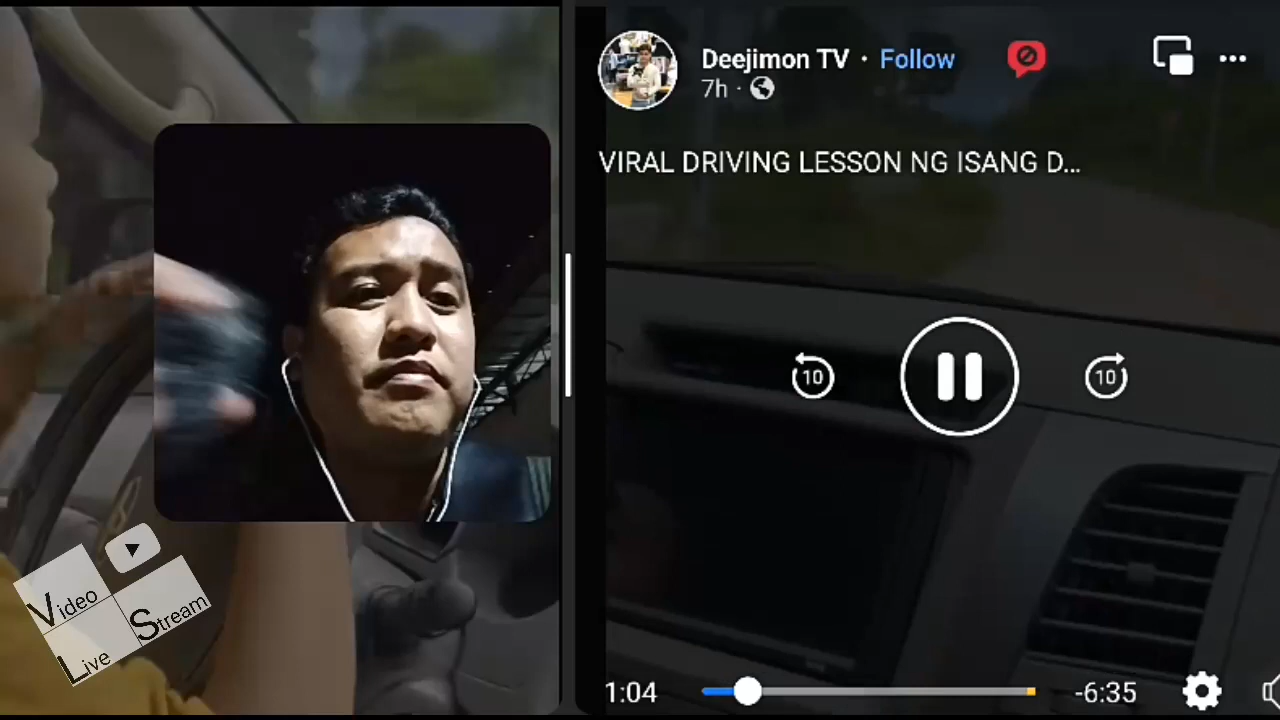 Deejimon TV · Follow
7h ·
VIRAL DRIVING LESSON NG ISANG D...
10
10
Video
Live Stream
1:04
-6:35